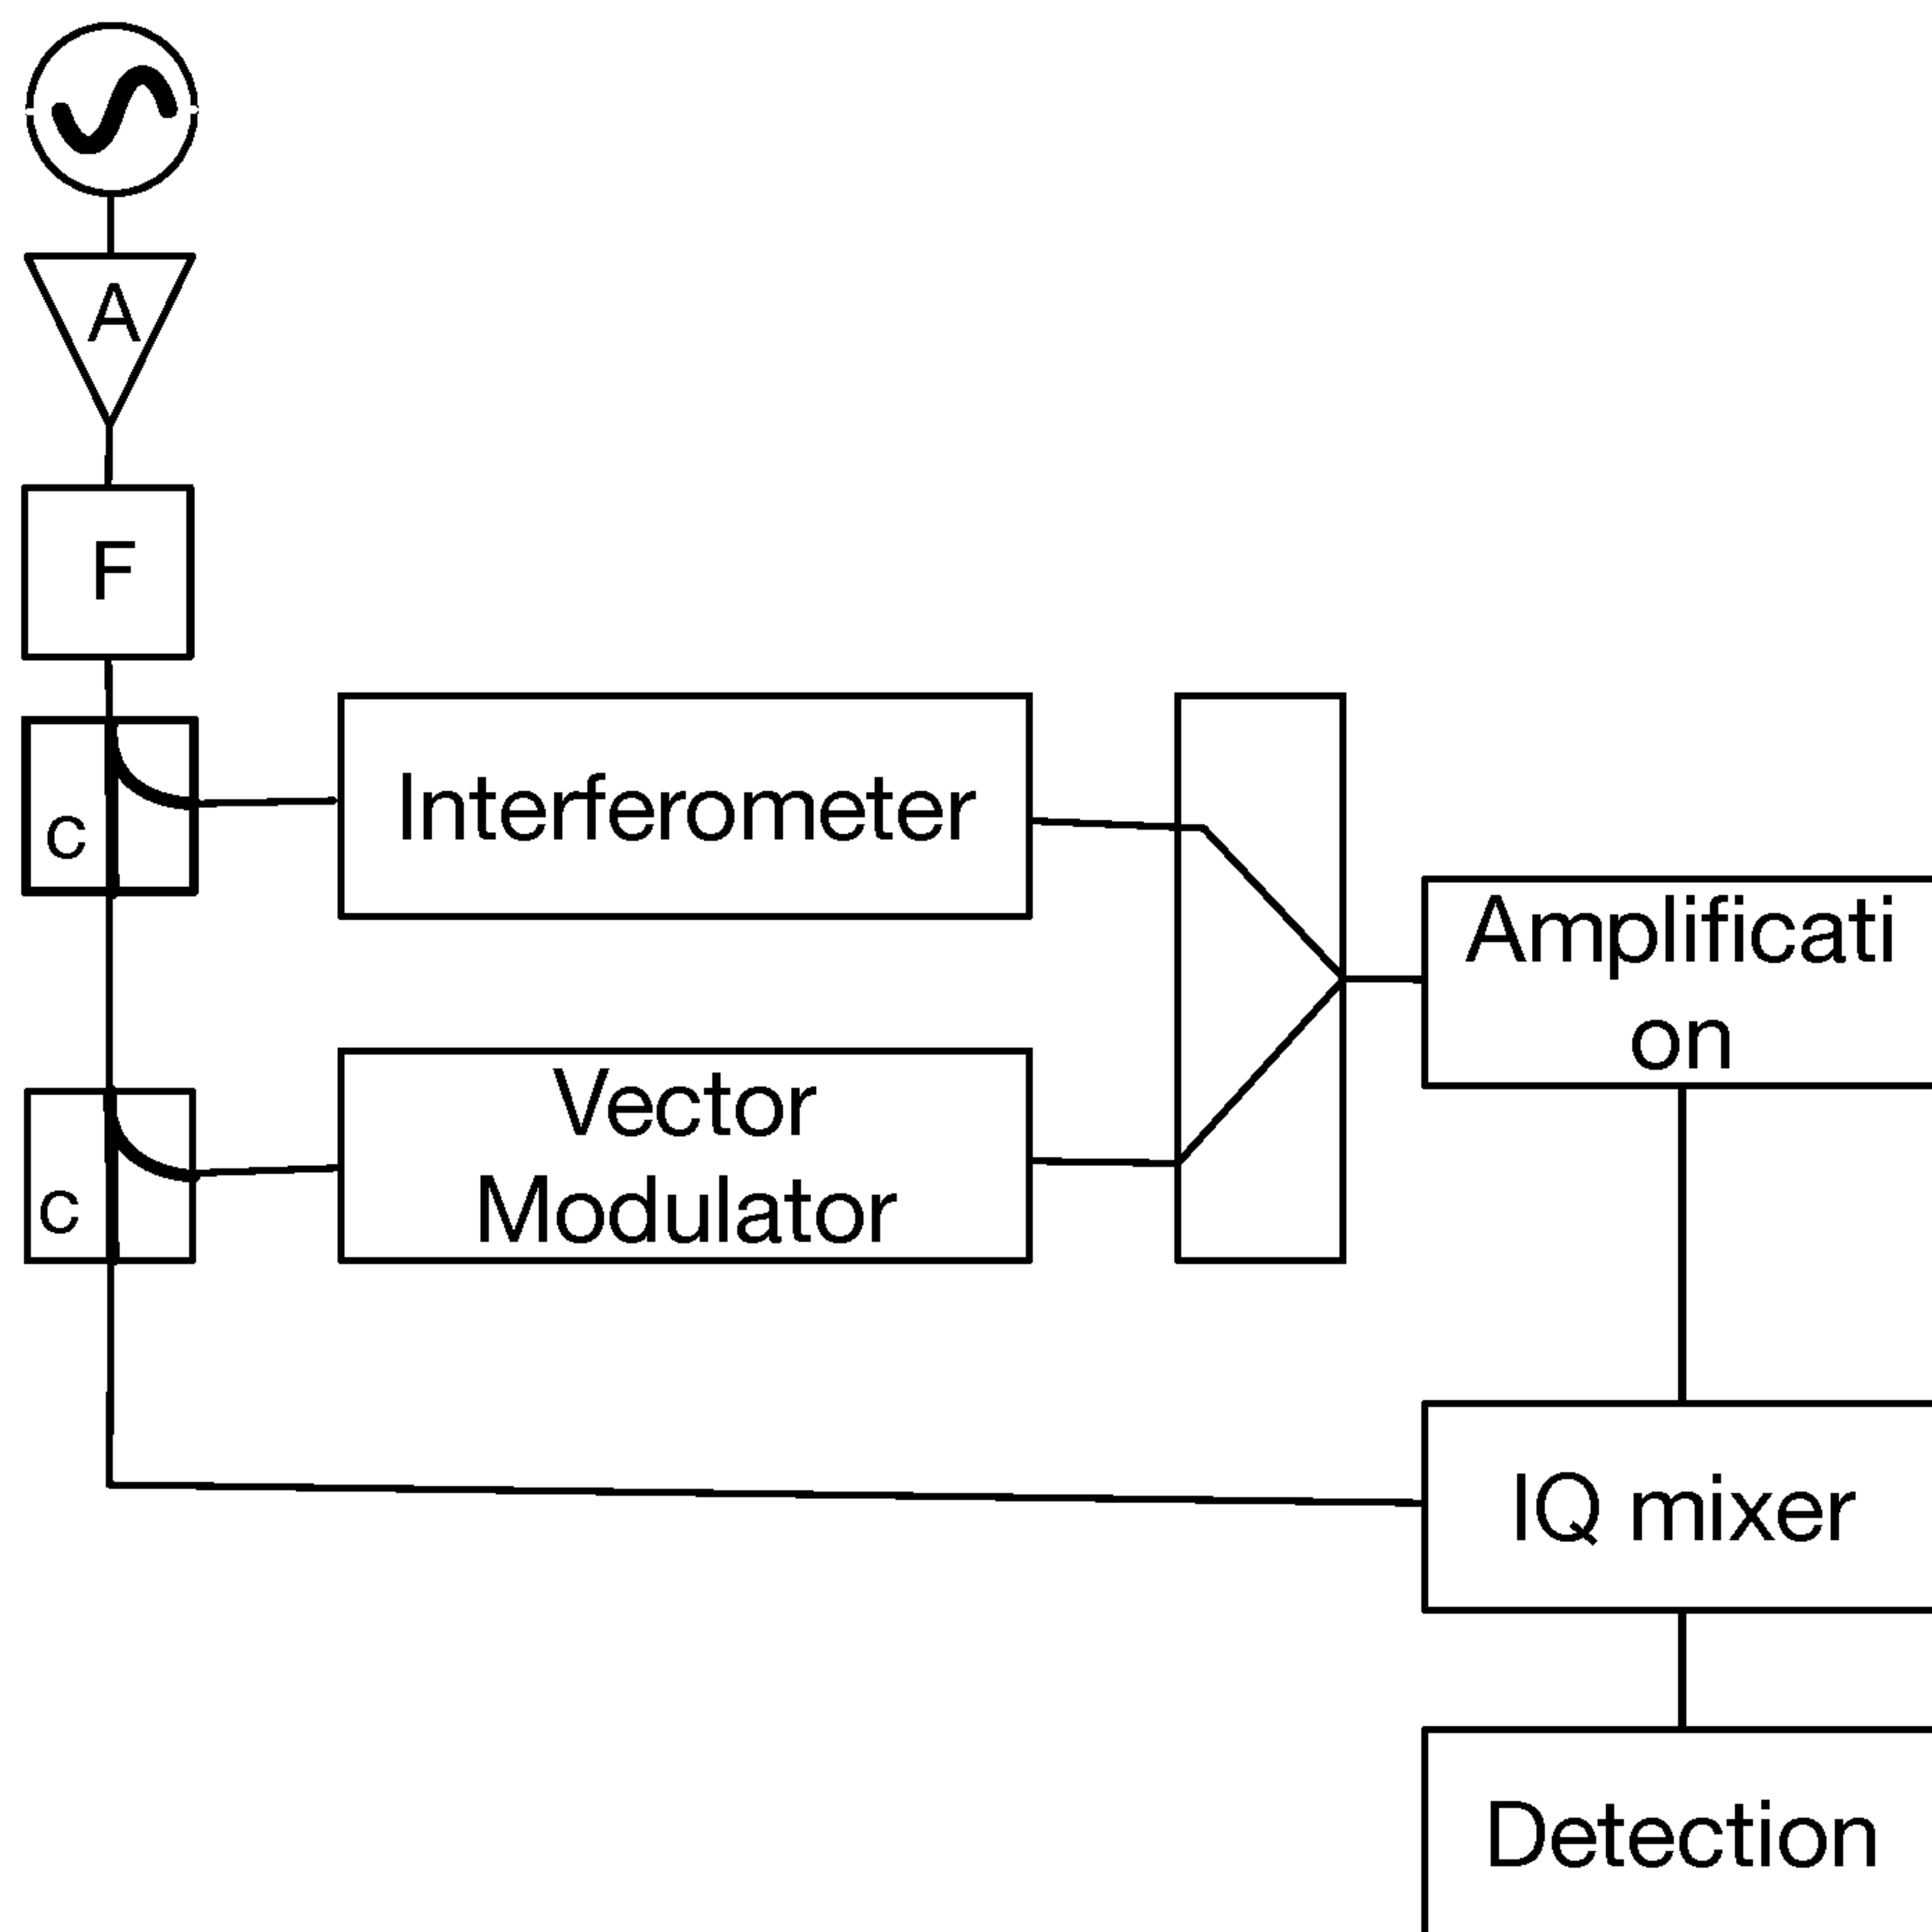 A
F
C
Interferometer
Amplificati
on
Vector
Modulator
C
IQ mixer
Detection